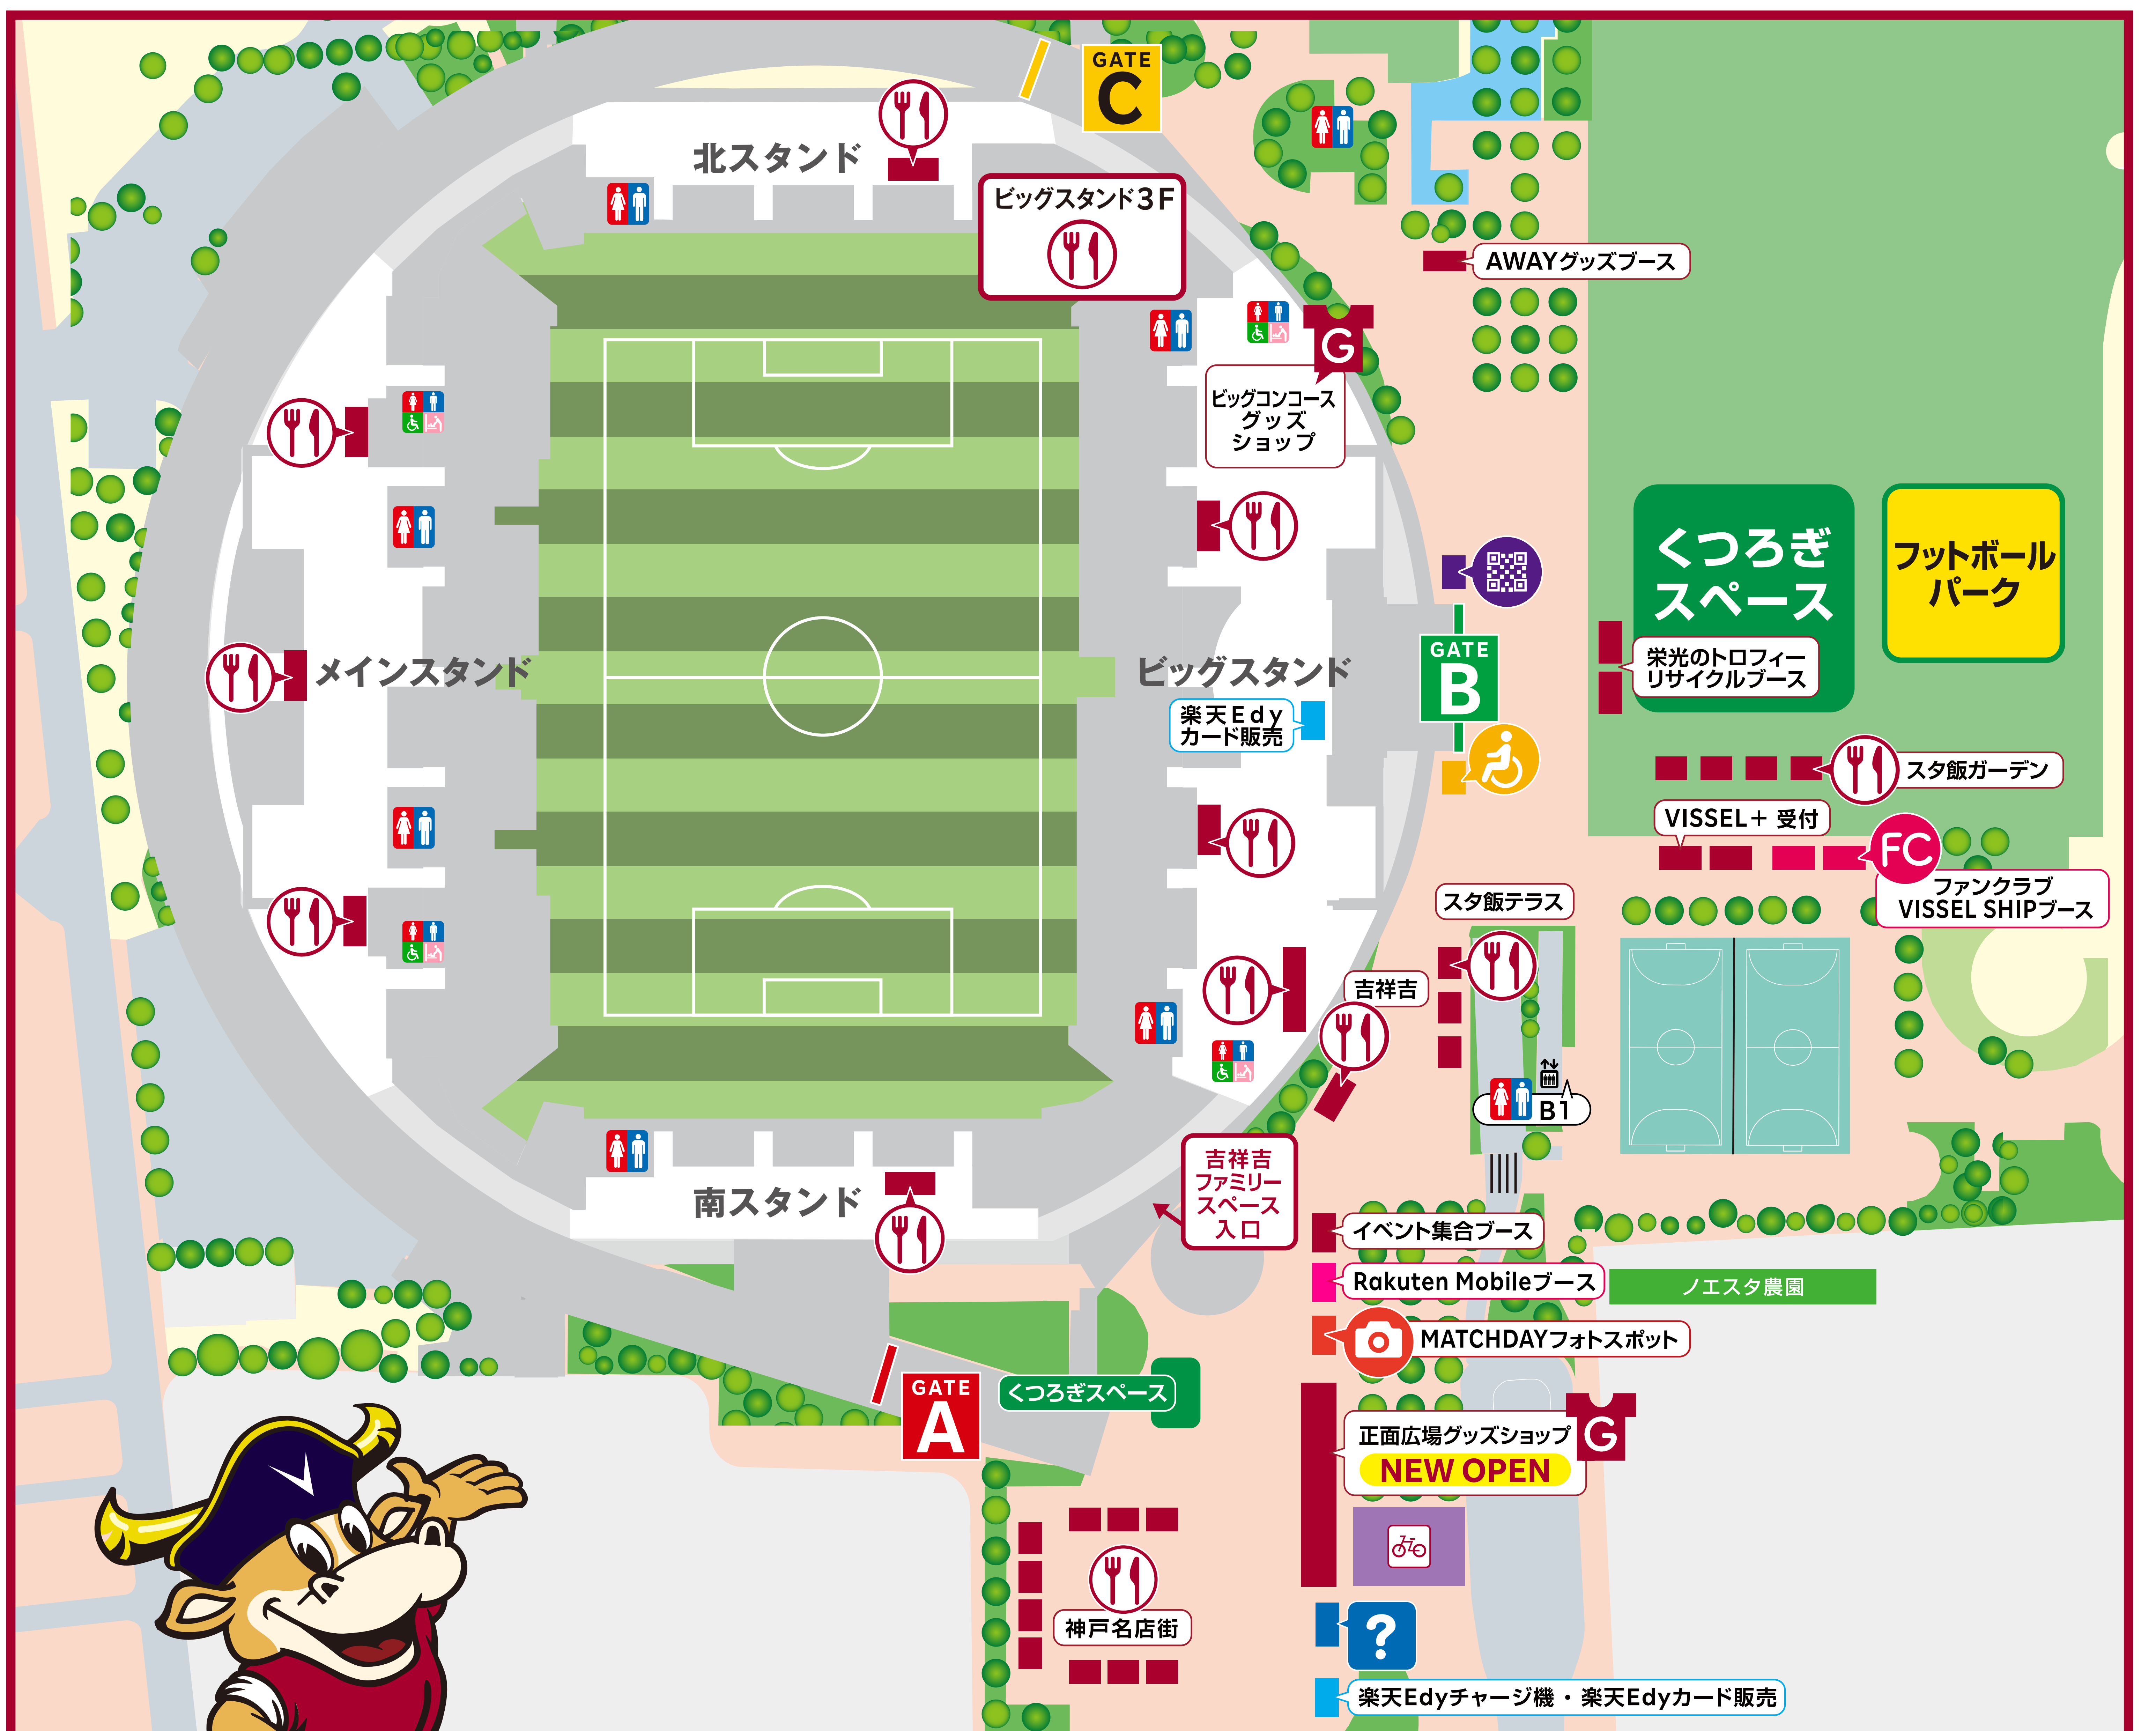 GATE
C
北スタンド
ビッグスタンド3F
AWAYグッズブース
G
ビッグコンコース
グッズ
ショップ
くつろぎ
スペース
フットボール
パーク
GATE
B
栄光のトロフィー
リサイクルブース
メインスタンド
ビッグスタンド
楽天Edy
カード販売
スタ飯ガーデン
VISSEL＋ 受付
FC
ファンクラブ
VISSEL SHIPブース
スタ飯テラス
吉祥吉
B1
南スタンド
吉祥吉
ファミリー
スペース
入口
イベント集合ブース
Rakuten Mobileブース
ノエスタ農園
MATCHDAYフォトスポット
GATE
A
くつろぎスペース
正面広場グッズショップ
G
NEW OPEN
神戸名店街
?
楽天Edyチャージ機・楽天Edyカード販売